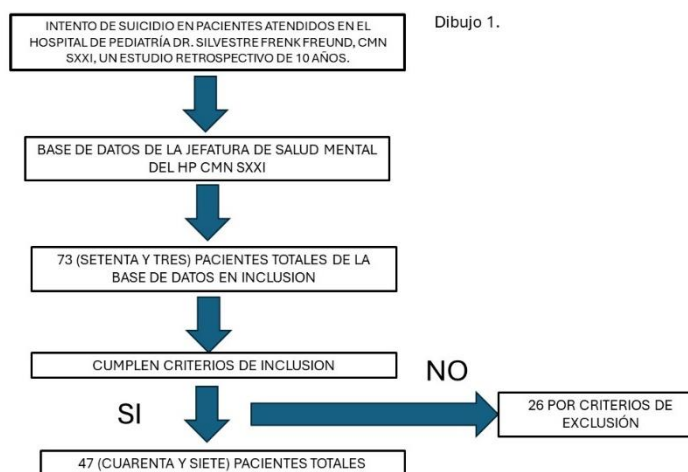 INTENTO DE SUICIDIO EN PACIENTES ATENDIDOS EN EL
HOSPITAL DE PEDIATRÍA DR. SILVESTRE FRENK FREUND, CMN
SXXI, UN ESTUDIO RETROSPECTIVO DE 10 AÑOS.
Dibujo 1.
BASE DE DATOS DE LA JEFATURA DE SALUD MENTAL
DEL HP CMN SXXI
73 (SETENTA Y TRES) PACIENTES TOTALES DE LA
BASE DE DATOS EN INCLUSION
CUMPLEN CRITERIOS DE INCLUSION
NO
SI
26 POR CRITERIOS DE
EXCLUSIÓN
47 (CUARENTA Y SIETE) PACIENTES TOTALES